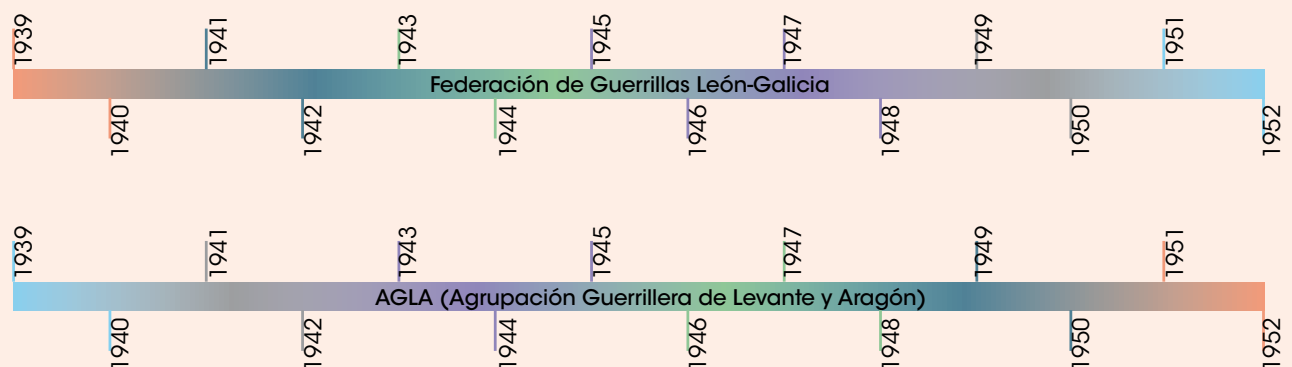 1939 1941 1943 1945 1947 1949 1951
Federación de Guerrillas León-Galicia
1940 1942 1944 1946 1948 1950 1952
1939 1941 1943 1945 1947 1949 1951
AGLA (Agrupación Guerrillera de Levante y Aragón)
1940 1942 1944 1946 1948 1950 1952